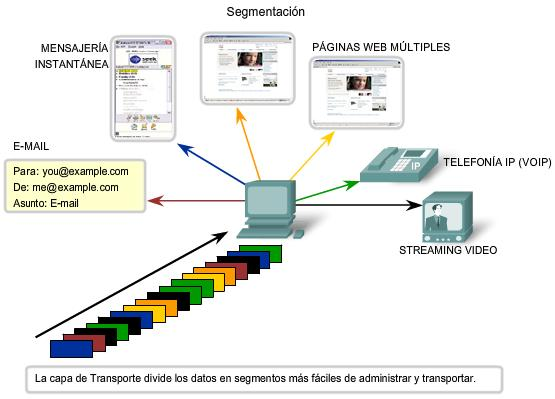 Segmentación
MENSAJERÍA
INSTANTÁNEA
PÁGINAS WEB MÚLTIPLES
E-MAIL
Para: you@example.com
De: me@example.com
Asunto: E-mail
IP
TELEFONÍA IP (VOIP)
STREAMING VIDEO
La capa de Transporte divide los datos en segmentos más fáciles de administrar y transportar.